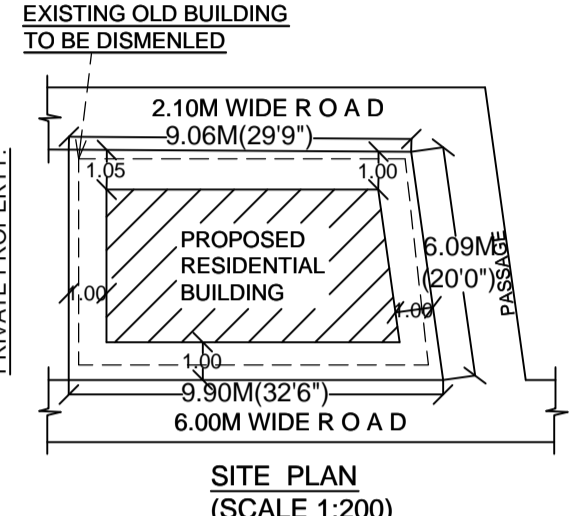 EXISTING OLD BUILDING
TO BE DISMENLED
2.10M WIDE R O A D
9.06M(29'9")
1.05
1.00
PROPOSED
RESIDENTIAL
BUILDING
6.09M
(20'0")
PASSAGE
1.00
1.00
1.00
9.90M(32'6")
6.00M WIDE R O A D
SITE PLAN
(SCALE 1:200)